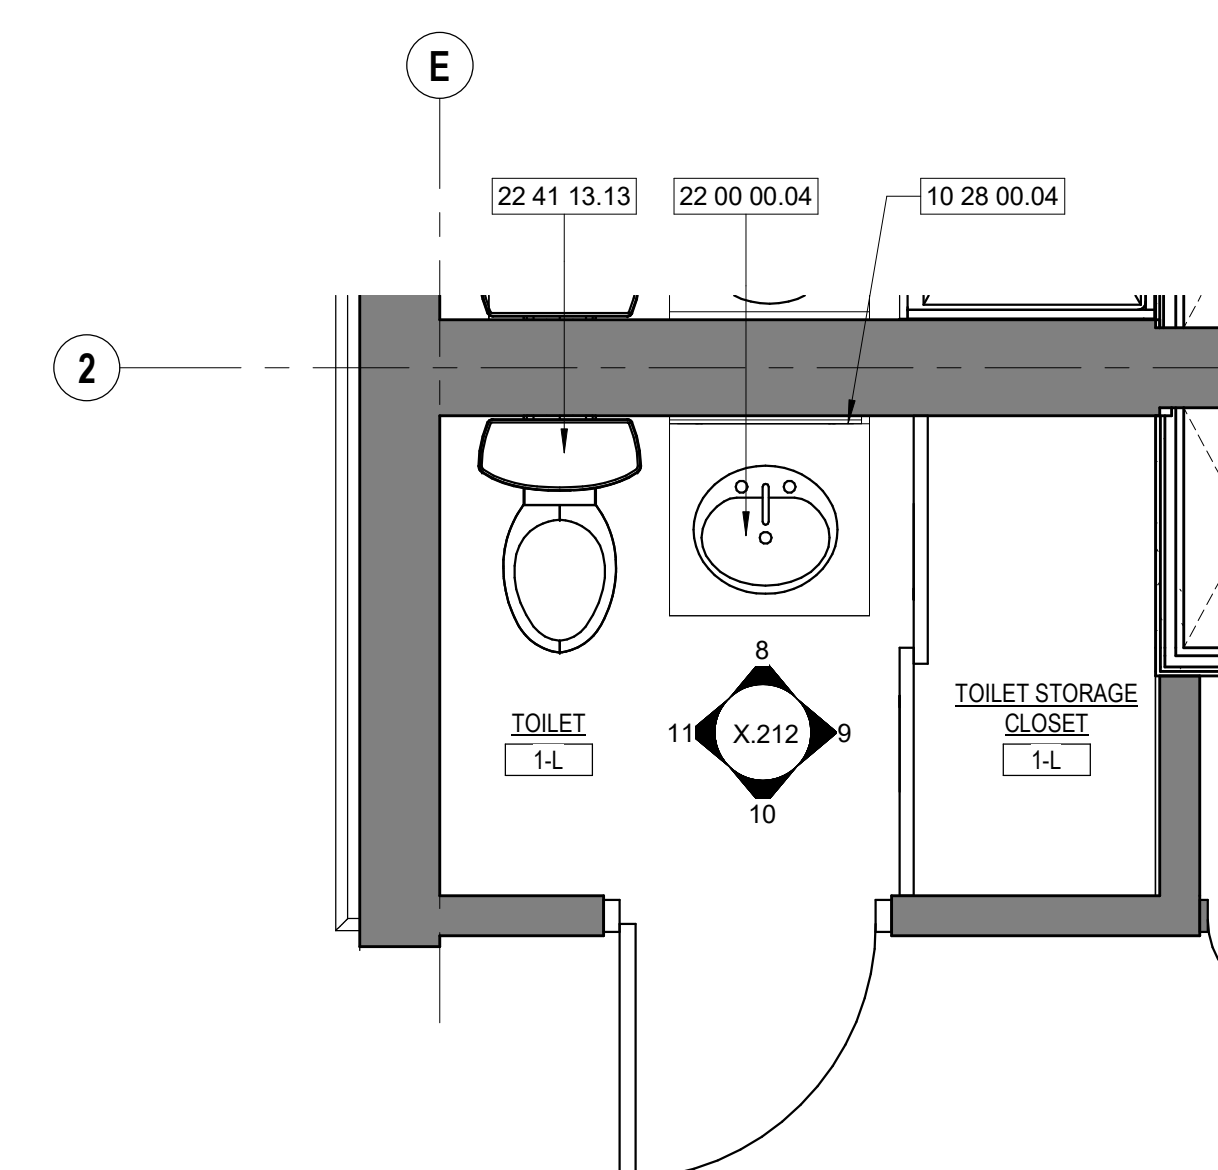 E
22 41 13.13
22 00 00.04
10 28 00.04
2
8
11
X.212
9
10
TOILET
1-L
TOILET STORAGE
CLOSET
1-L